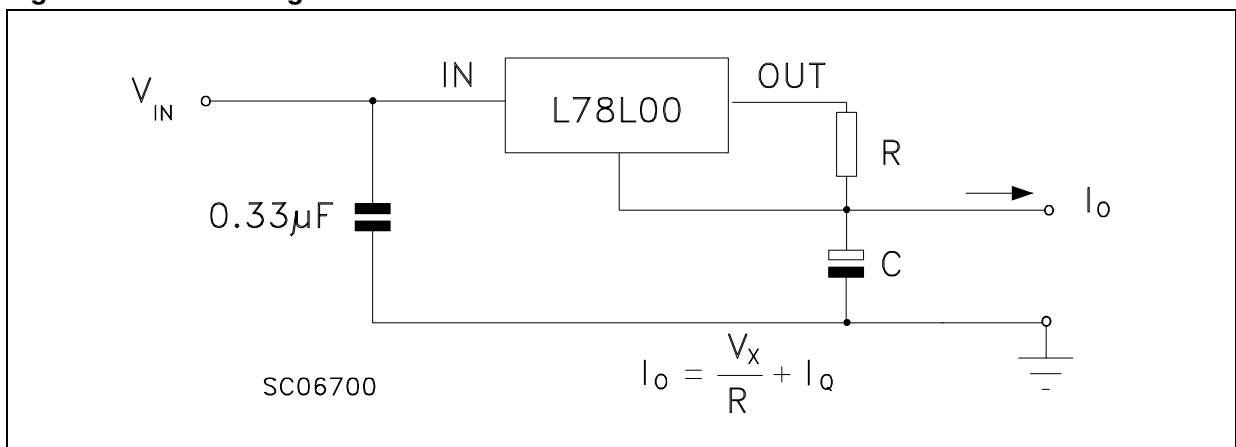 V_IN
IN
L78L00
OUT
R
0.33µF
I_O
C
I_O = V_X / R + I_Q
SC06700